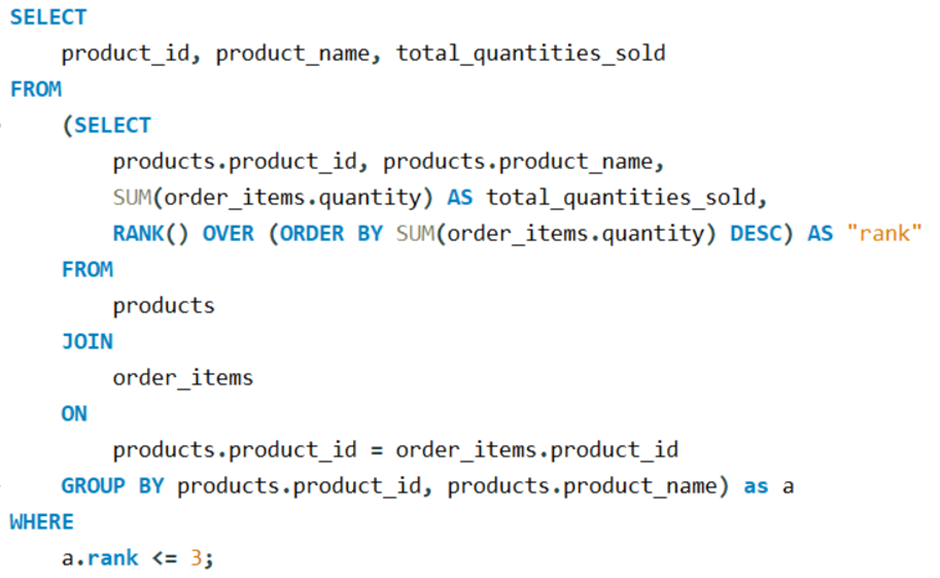 SELECT
product_id, product_name, total_quantities_sold
FROM
(SELECT
products.product_id, products.product_name,
SUM(order_items.quantity) AS total_quantities_sold,
RANK() OVER (ORDER BY SUM(order_items.quantity) DESC) AS "rank"
FROM
products
JOIN
order_items
ON
products.product_id = order_items.product_id
GROUP BY products.product_id, products.product_name) as a
WHERE
a.rank <= 3;